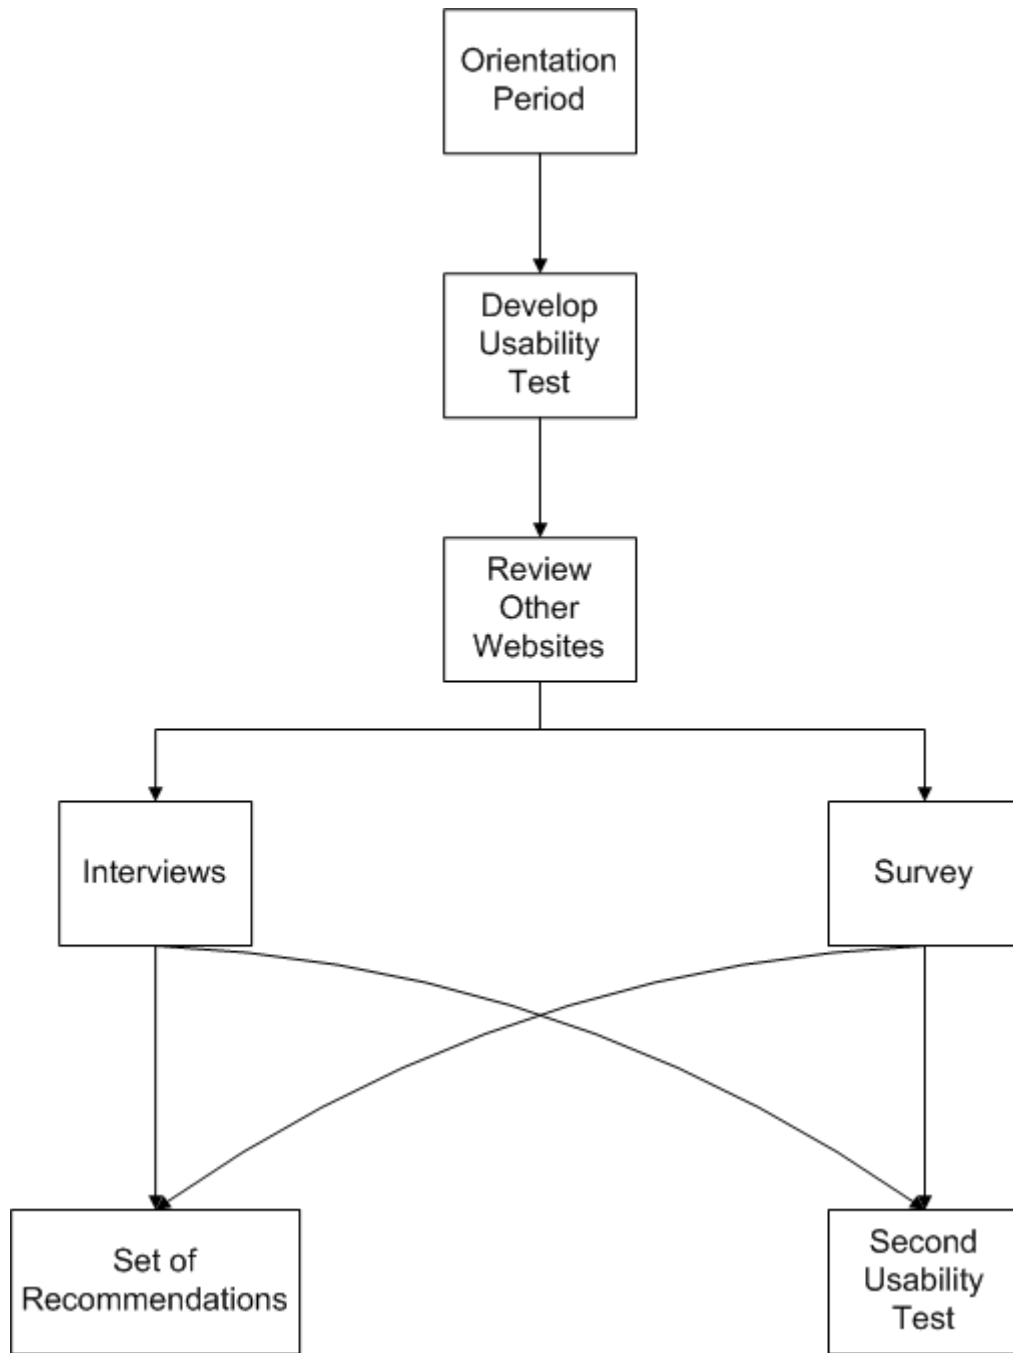 Orientation
Period
Develop
Usability
Test
Review
Other
Websites
Interviews
Survey
Set of
Recommendations
Second
Usability
Test